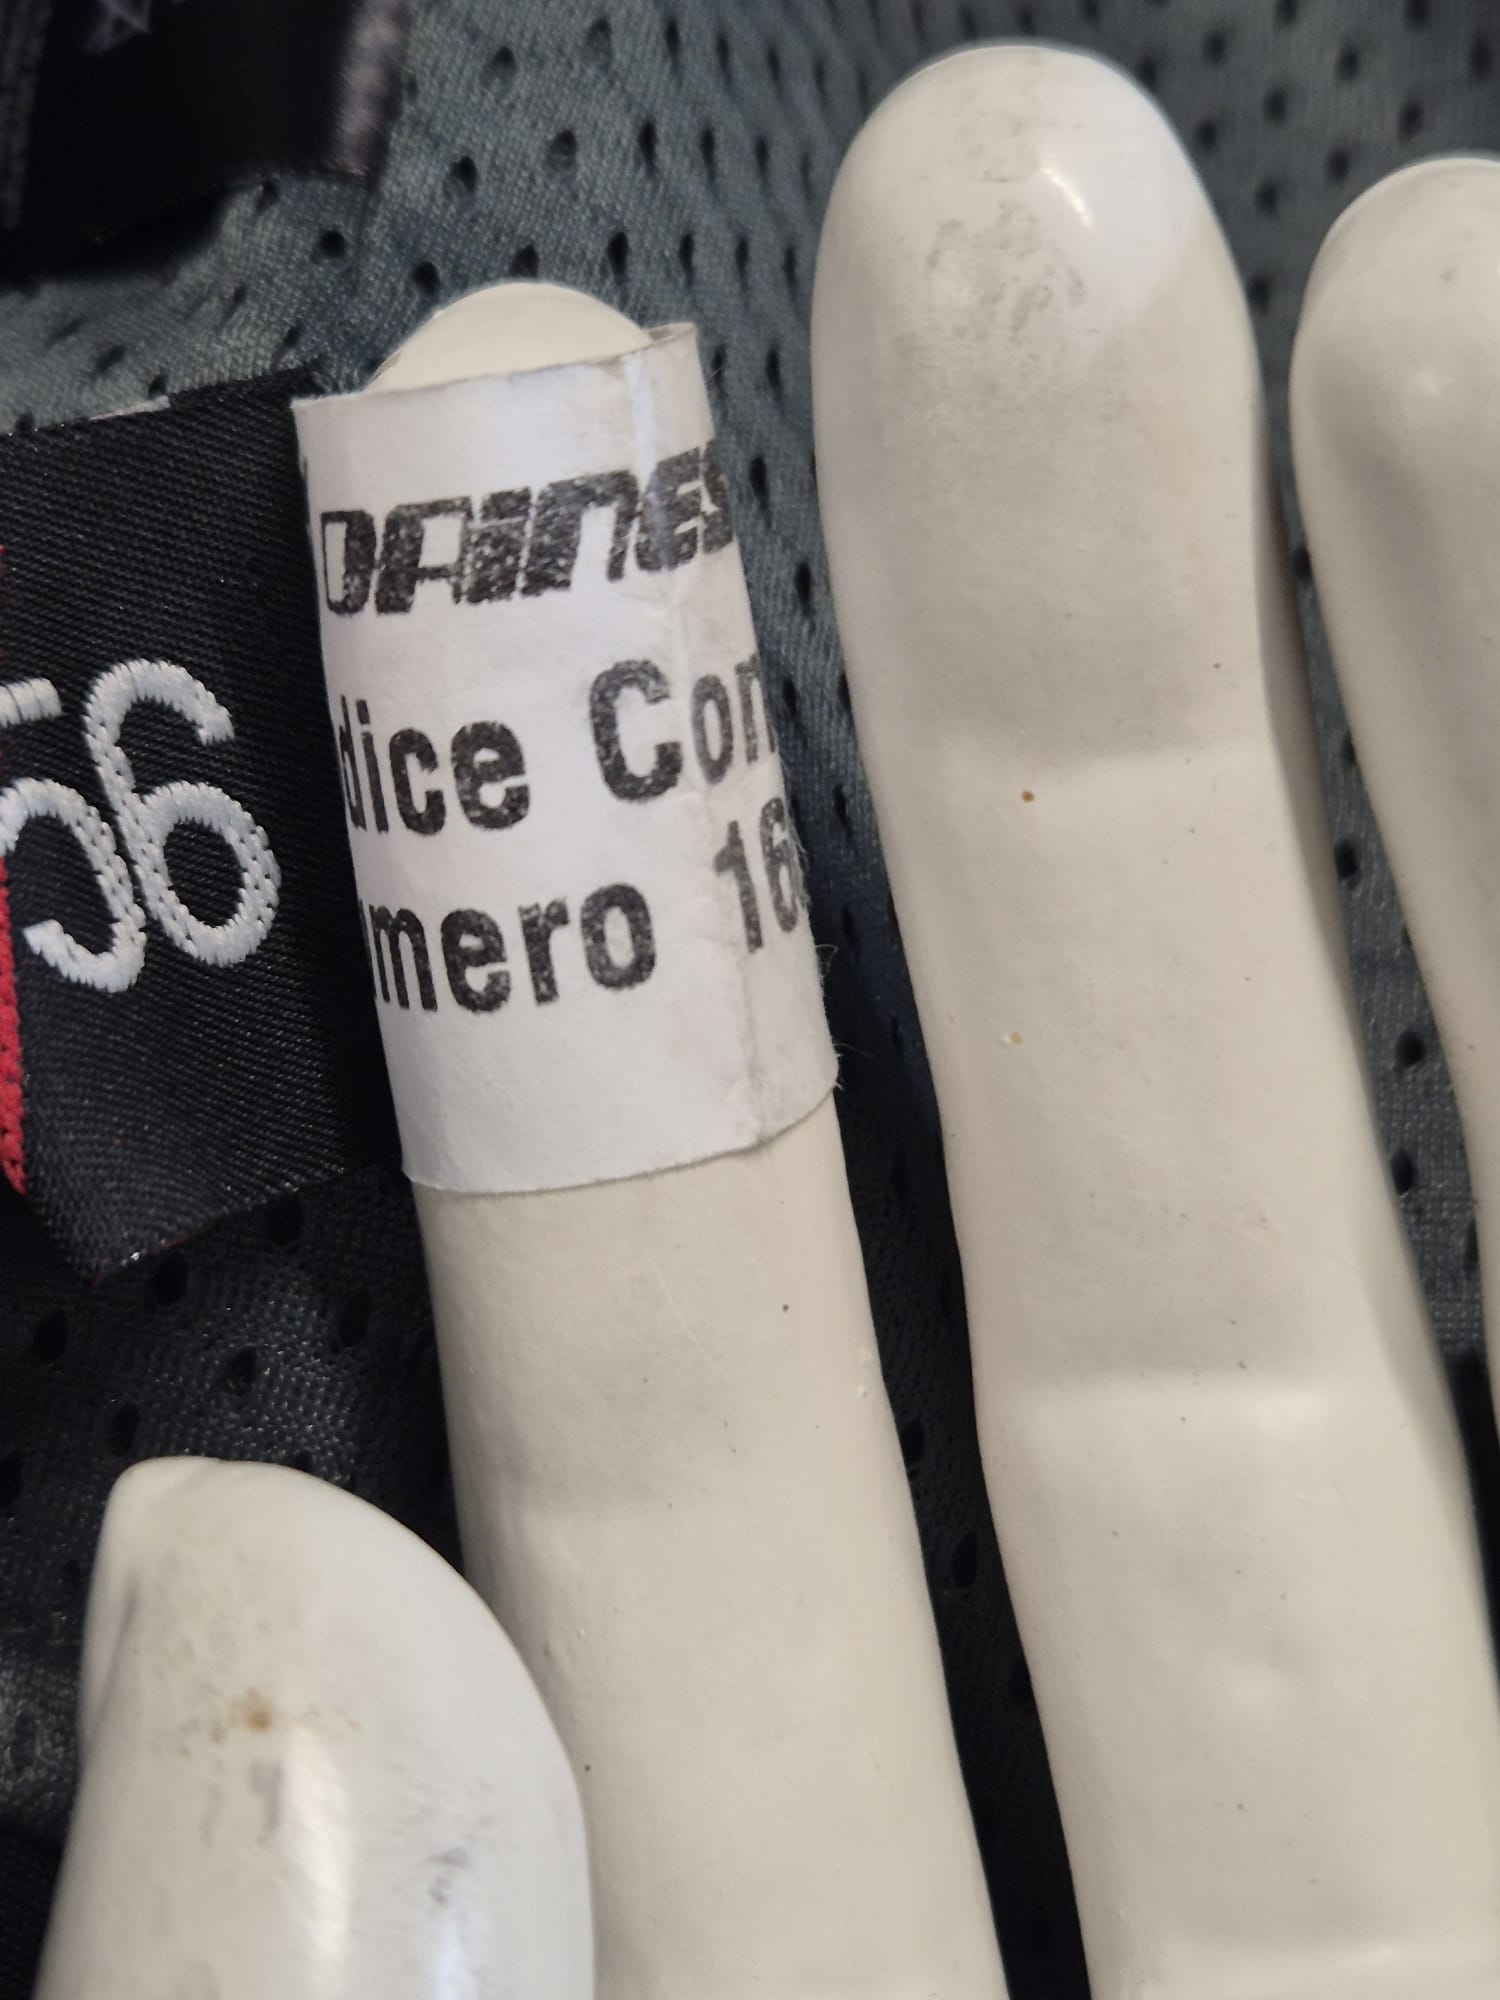 DAINES
dice Con
mero 16
56